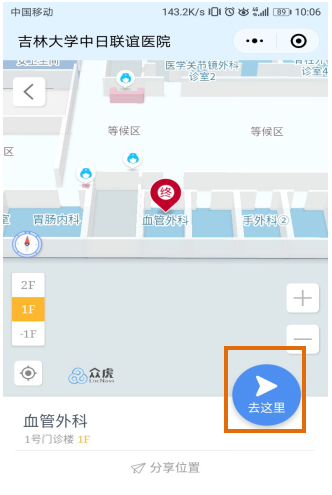 中国移动 143.2K/s 89 10:06
吉林大学中日联谊医院
医学关节镜外科
诊室2
诊室4
等候区
等候区
区
终
室
胃肠内科
血管外科
手外科②
2F
1F
-1F
众虎
去这里
血管外科
1号门诊楼 1F
分享位置